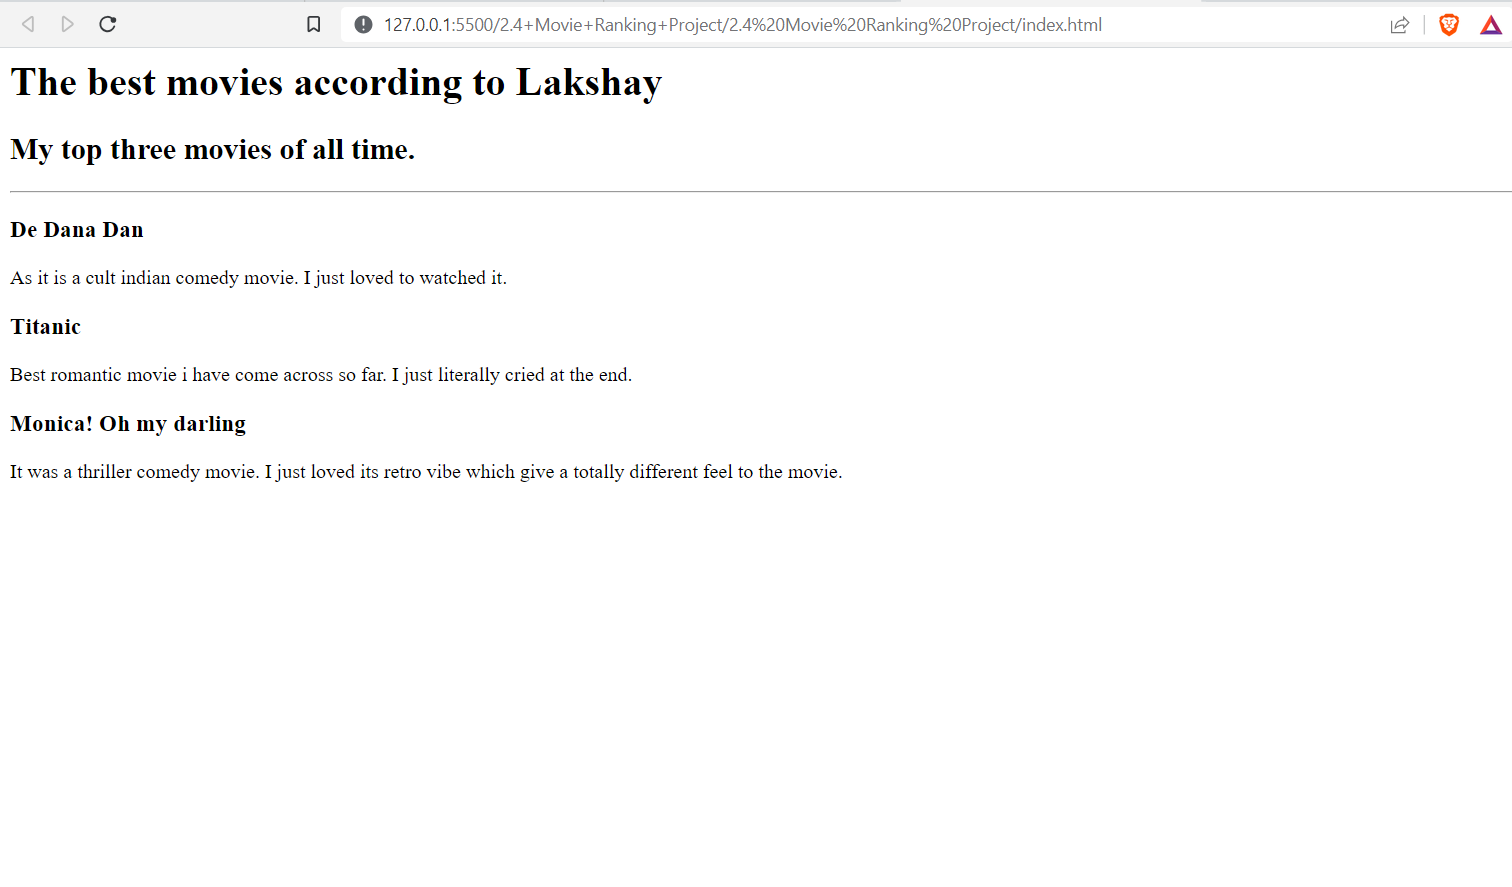 127.0.0.1:5500/2.4+Movie+Ranking+Project/2.4%20Movie%20Ranking%20Project/index.html
The best movies according to Lakshay
My top three movies of all time.
De Dana Dan
As it is a cult indian comedy movie. I just loved to watched it.
Titanic
Best romantic movie i have come across so far. I just literally cried at the end.
Monica! Oh my darling
It was a thriller comedy movie. I just loved its retro vibe which give a totally different feel to the movie.